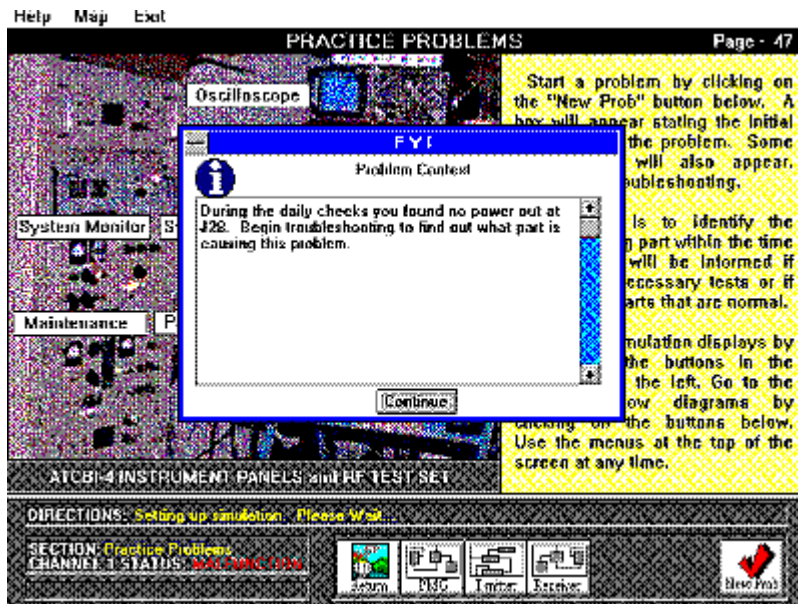 Help Map Exit
PRACTICE PROBLEMS Page - 47
Oscilloscope
Start a problem by clicking on
the "New Prob" button below. A
box will appear stating the initial
the problem. Some
will also appear.
F Y I
Problem Context
During the daily checks you found no power out at
J28. Begin troubleshooting to find out what part is
causing this problem.
Continue
System Monitor S
is to identify the
part within the time
will be informed if
tests or if
that are normal.
Maintenance P
displays by
the buttons in the
the left. Go to the
diagrams by
clicking on the buttons below.
Use the menus at the top of the
screen at any time.
ATCBI-4 INSTRUMENT PANELS and RF TEST SET
DIRECTIONS: Setting up simulation. Please Wait...
SECTION: Practice Problems
CHANNEL 1 STATUS: MALFUNCTION
Return Receiver New Prob